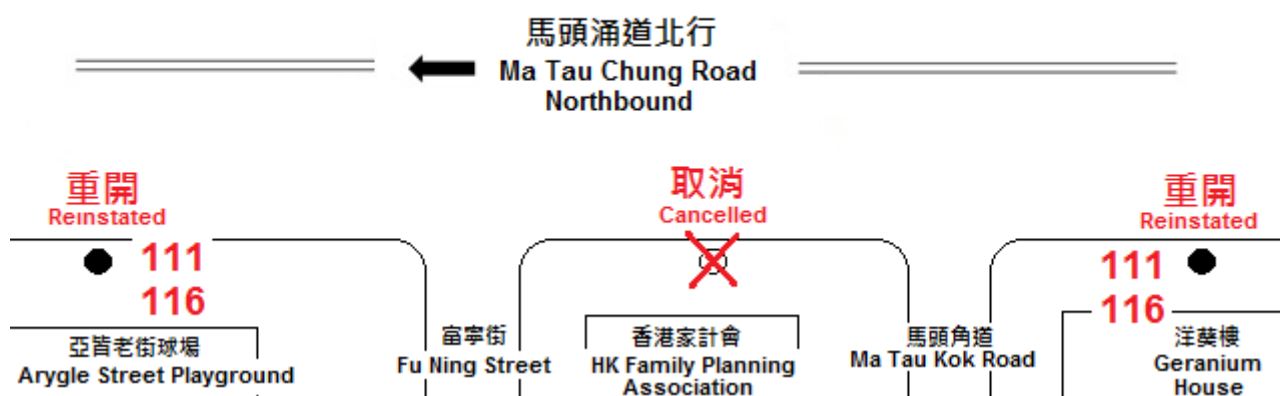 馬頭涌道北行
Ma Tau Chung Road
Northbound
重開
Reinstated
111
116
取消
Cancelled
重開
Reinstated
111
116
亞皆老街球場
Arygle Street Playground
富寧街
Fu Ning Street
香港家計會
HK Family Planning
Association
馬頭角道
Ma Tau Kok Road
洋葵樓
Geranium
House